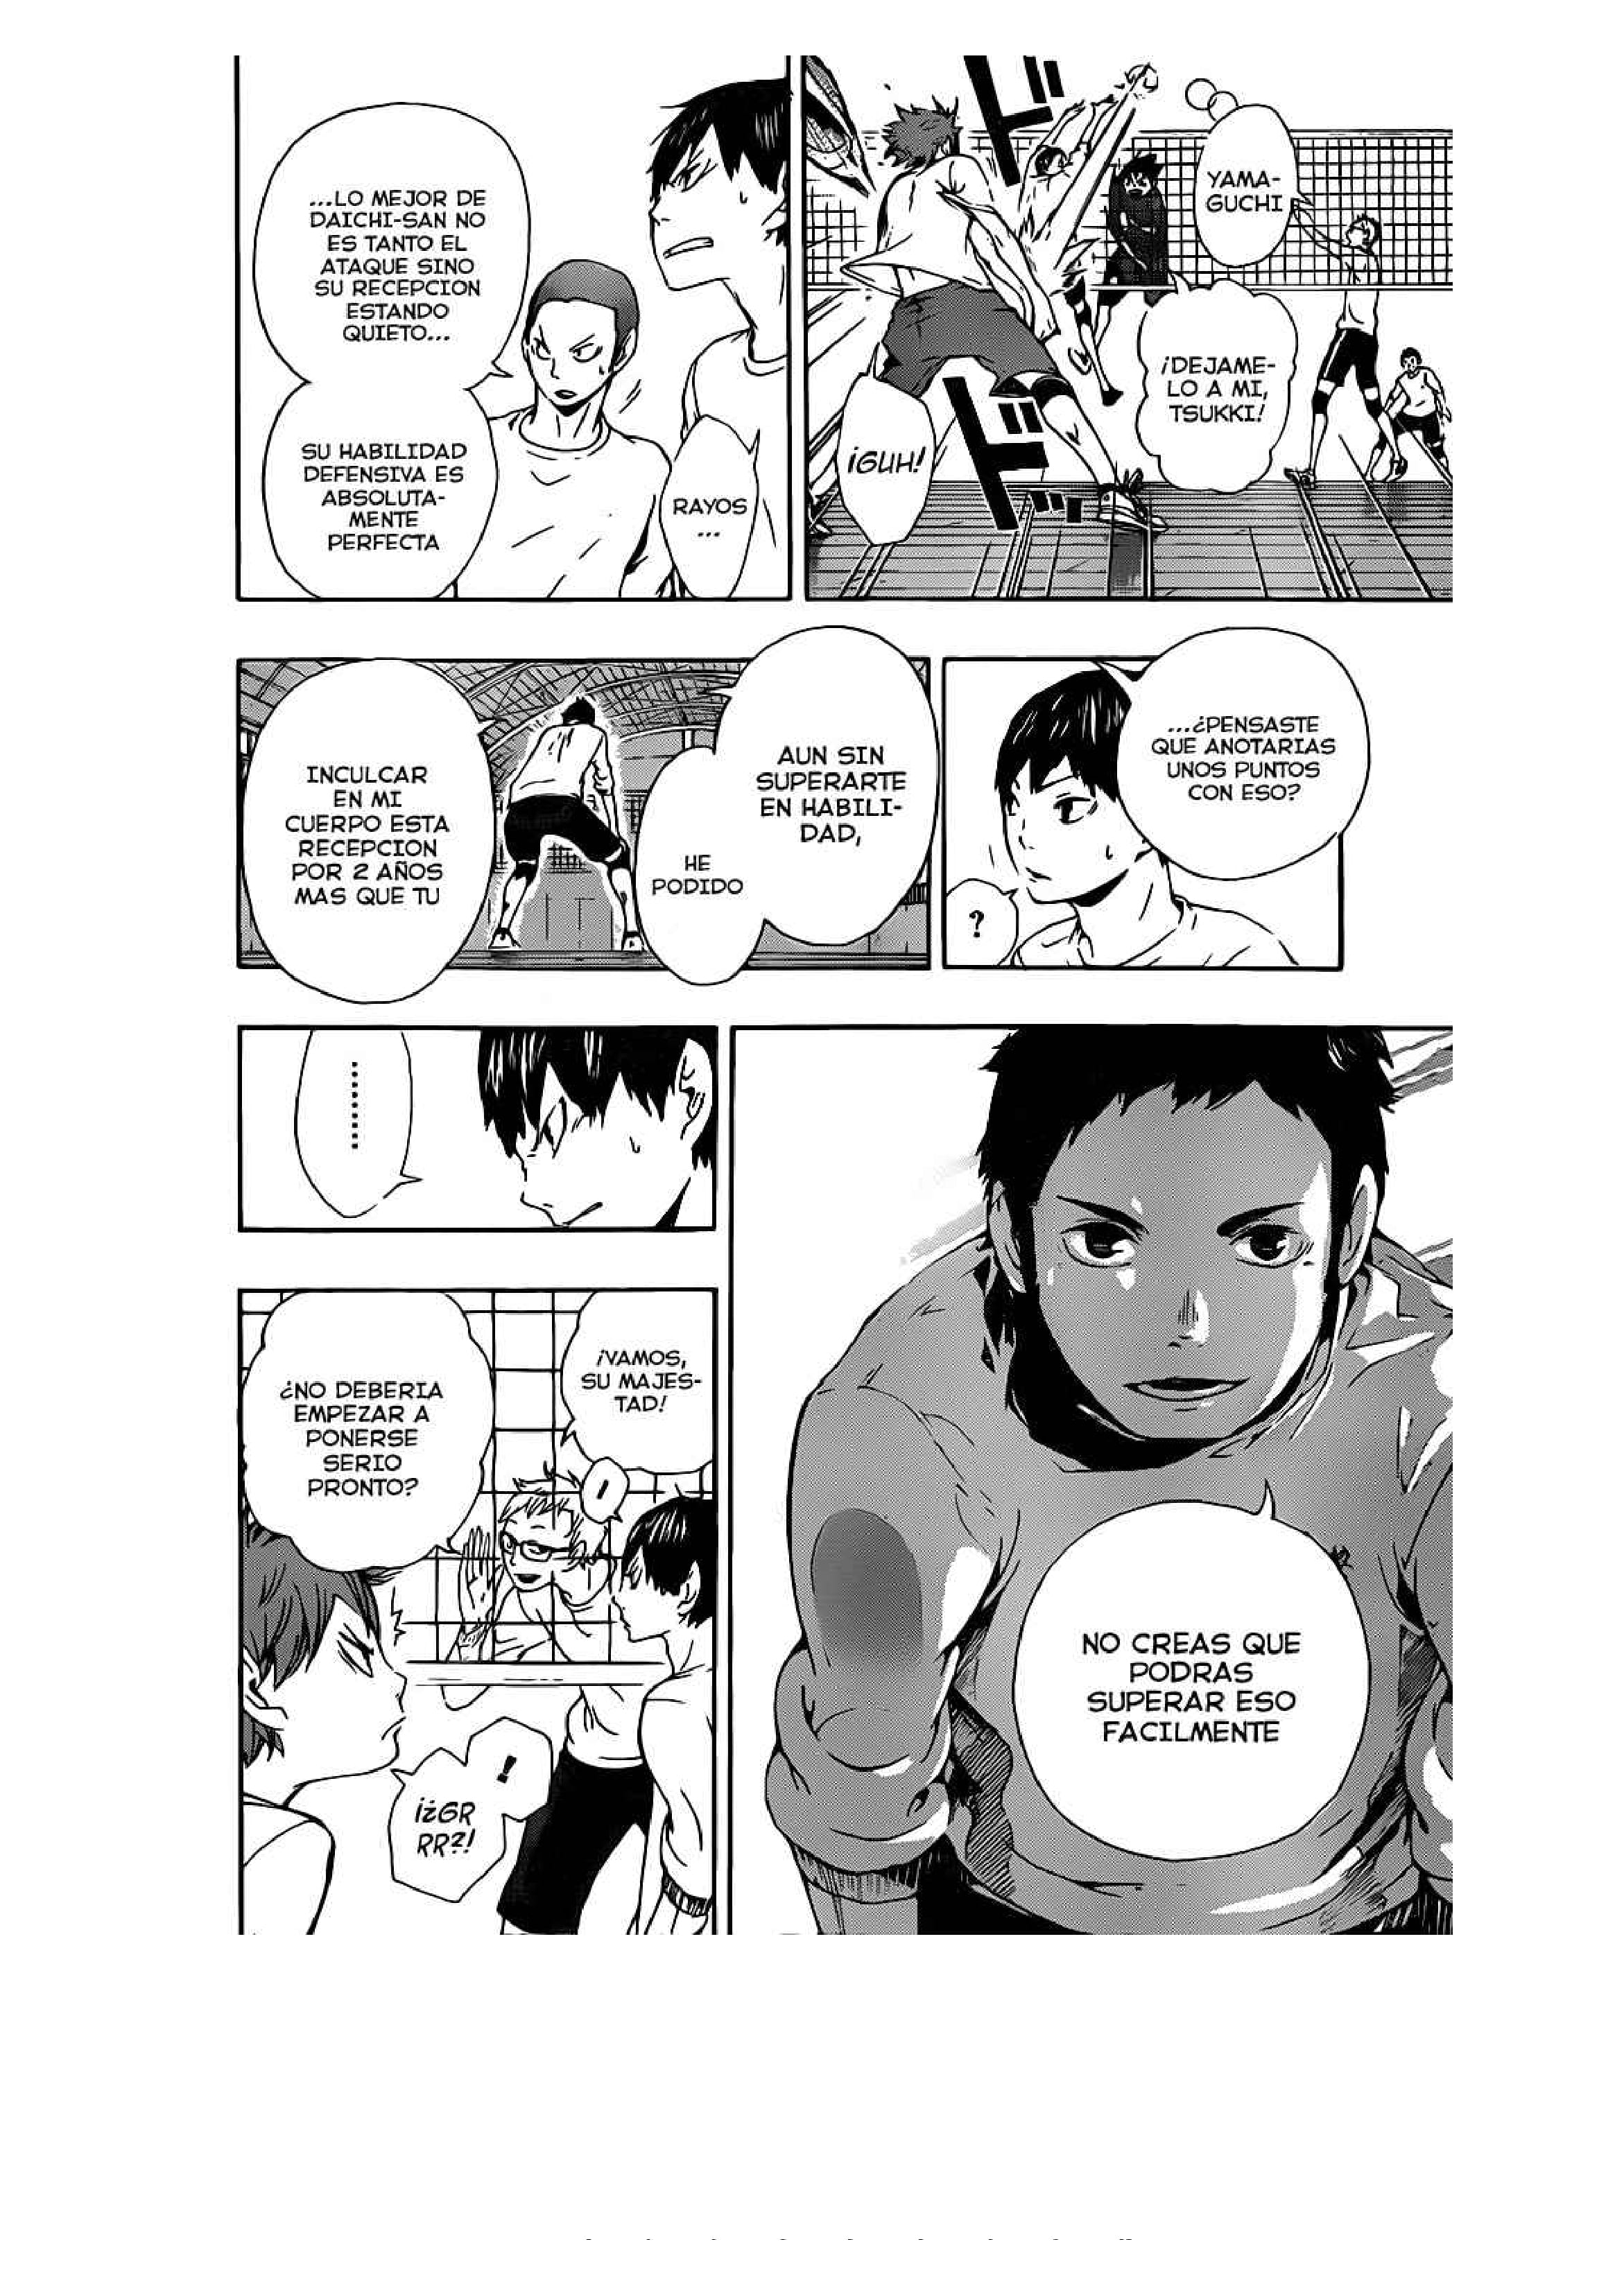 YAMA-
GUCHI
¡DEJAME-
LO A MI,
TSUKKI!
¡GUH!
ド
ドド
RAYOS
...
...LO MEJOR DE
DAICHI-SAN NO
ES TANTO EL
ATAQUE SINO
SU RECEPCION
ESTANDO
QUIETO...
SU HABILIDAD
DEFENSIVA ES
ABSOLUTA-
MENTE
PERFECTA
...¿PENSASTE
QUE ANOTARIAS
UNOS PUNTOS
CON ESO?
?
AUN SIN
SUPERARTE
EN HABILI-
DAD,
HE
PODIDO
INCULCAR
EN MI
CUERPO ESTA
RECEPCION
POR 2 AÑOS
MAS QUE TU
NO CREAS QUE
PODRAS
SUPERAR ESO
FACILMENTE
.........
¡VAMOS,
SU MAJES-
TAD!
¿NO DEBERIA
EMPEZAR A
PONERSE
SERIO
PRONTO?
!
¡¿GR
RR?!